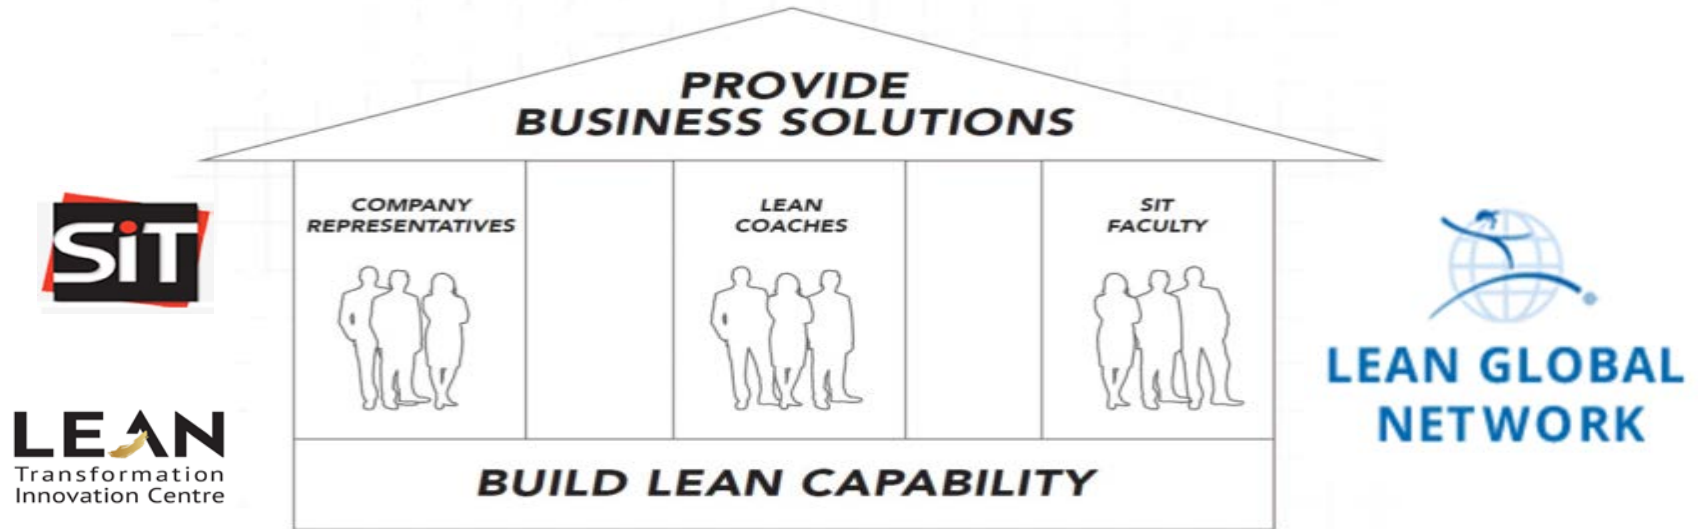 PROVIDE
BUSINESS SOLUTIONS
COMPANY
REPRESENTATIVES
LEAN
COACHES
SIT
FACULTY
BUILD LEAN CAPABILITY
SiT
LEAN
Transformation
Innovation Centre
LEAN GLOBAL
NETWORK